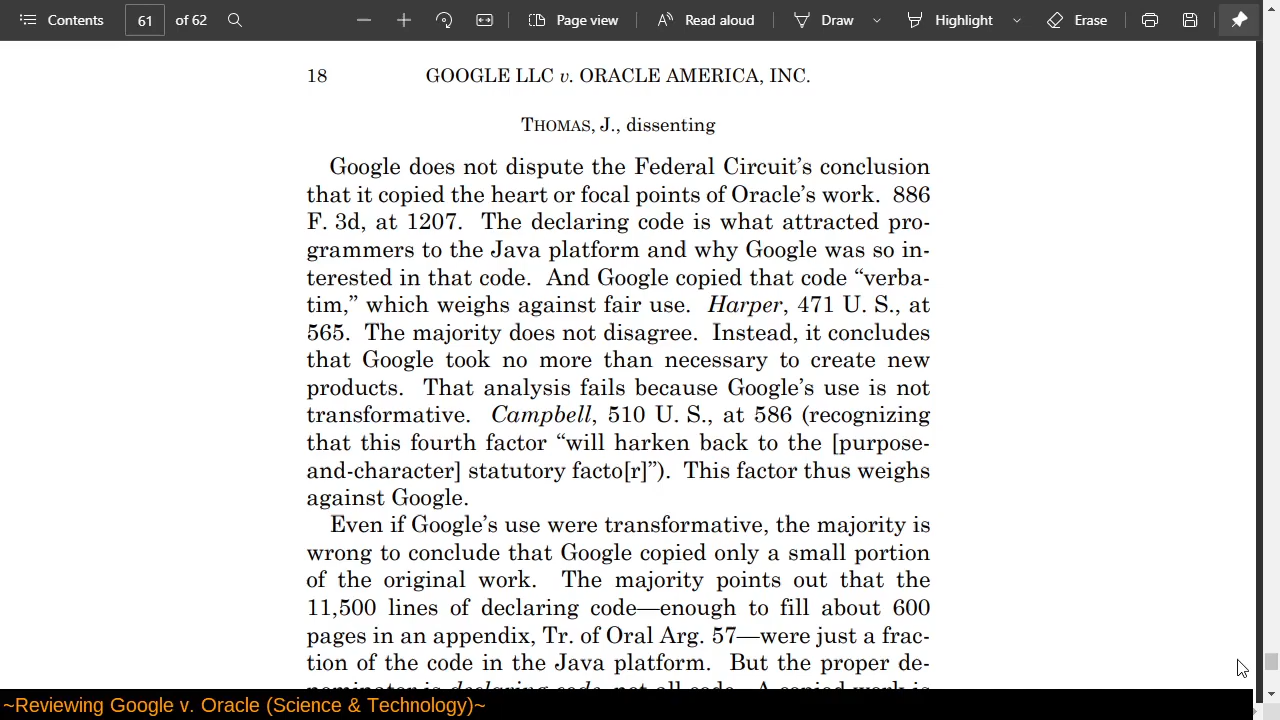 Contents 61 of 62 Page view Read aloud Draw Highlight Erase
18 GOOGLE LLC v. ORACLE AMERICA, INC.
THOMAS, J., dissenting
Google does not dispute the Federal Circuit’s conclusion
that it copied the heart or focal points of Oracle’s work. 886
F. 3d, at 1207. The declaring code is what attracted pro-
grammers to the Java platform and why Google was so in-
terested in that code. And Google copied that code “verba-
tim,” which weighs against fair use. Harper, 471 U. S., at
565. The majority does not disagree. Instead, it concludes
that Google took no more than necessary to create new
products. That analysis fails because Google’s use is not
transformative. Campbell, 510 U. S., at 586 (recognizing
that this fourth factor “will harken back to the [purpose-
and-character] statutory facto[r]”). This factor thus weighs
against Google.
Even if Google’s use were transformative, the majority is
wrong to conclude that Google copied only a small portion
of the original work. The majority points out that the
11,500 lines of declaring code—enough to fill about 600
pages in an appendix, Tr. of Oral Arg. 57—were just a frac-
tion of the code in the Java platform. But the proper de-
nominator is declaring code, not all code. A copied work is
~Reviewing Google v. Oracle (Science & Technology)~